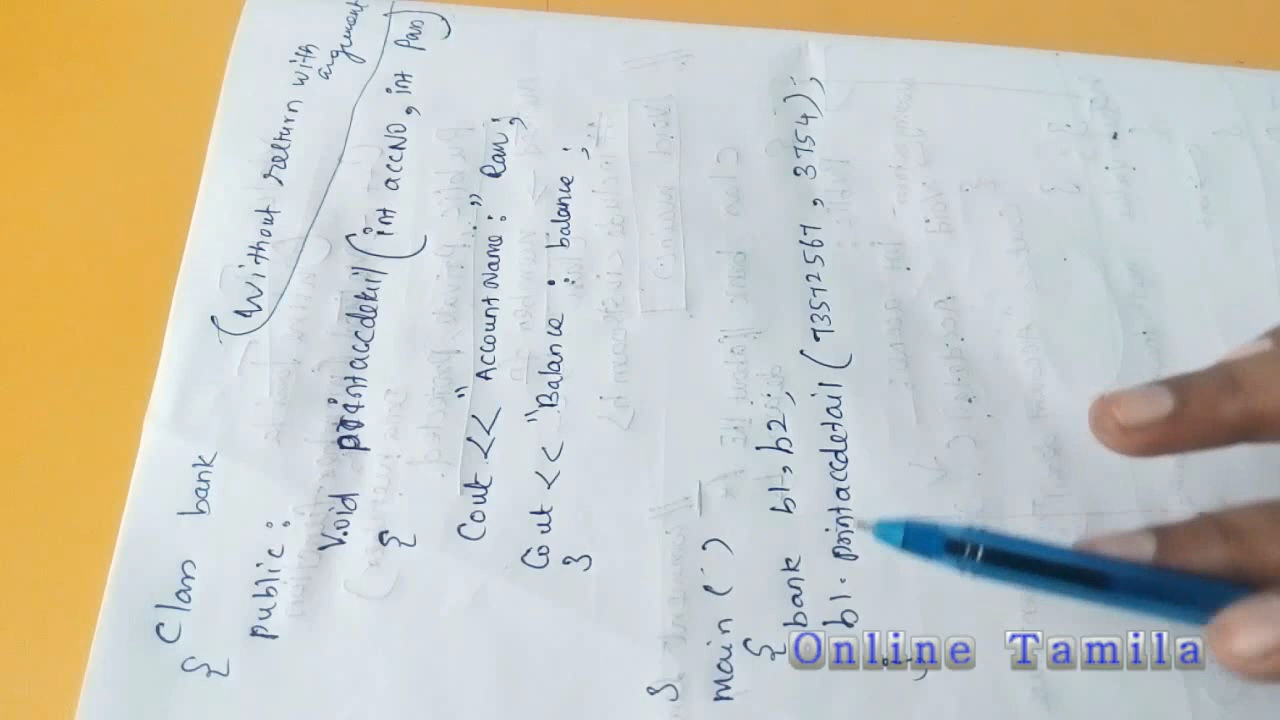 Class bank
{
public :
(Without return with argument
Void printaccdetail (int accNO, int Pass)
{
Cout << "Account Name : " Ram ;
Cout << "Balance : balance ;
}
}
main ( )
{
bank b1, b2;
b1. printaccdetail ( 73572567, 3754);
Online Tamila